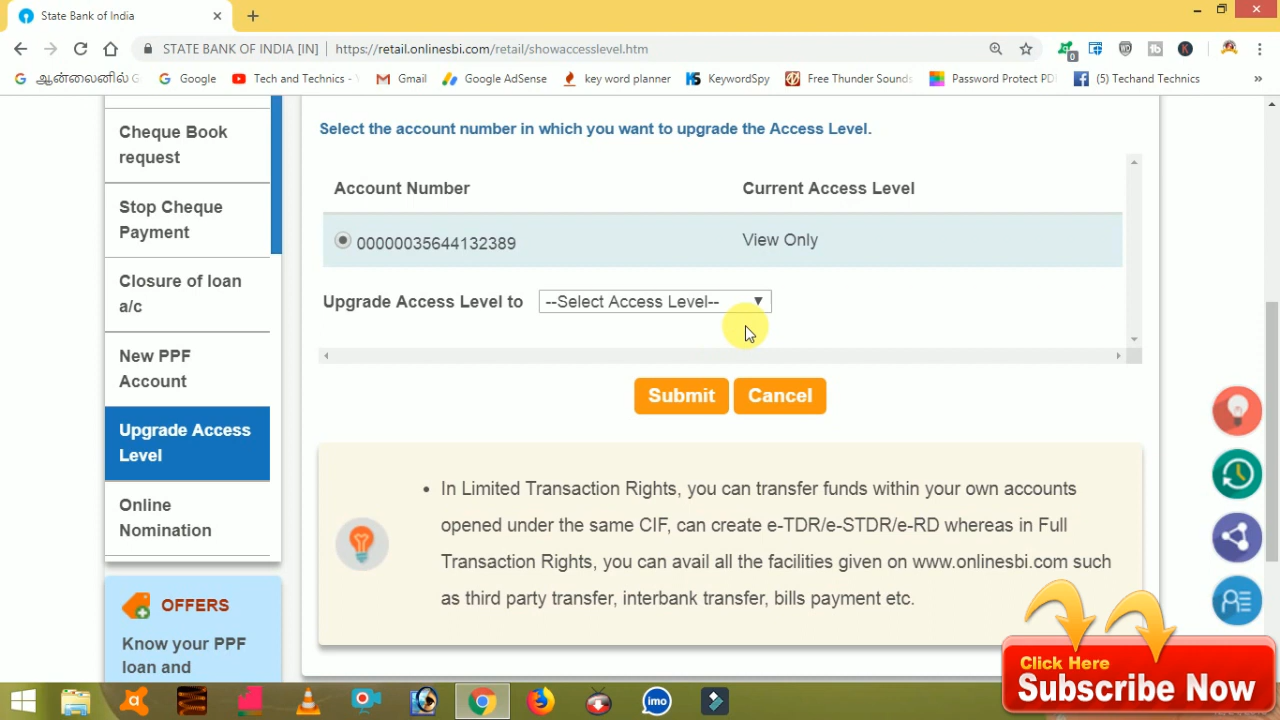 State Bank of India
STATE BANK OF INDIA [IN] | https://retail.onlinesbi.com/retail/showaccesslevel.htm
0
ஆன்லைனில் G
Google
Tech and Technics -
Gmail
Google AdSense
key word planner
KS KeywordSpy
Free Thunder Sounds
Password Protect PD
(5) Techand Technics
»
Cheque Book
request
Stop Cheque
Payment
Closure of loan
a/c
New PPF
Account
Upgrade Access
Level
Online
Nomination
OFFERS
Know your PPF
loan and
Select the account number in which you want to upgrade the Access Level.
Account Number Current Access Level
00000035644132389 View Only
Upgrade Access Level to --Select Access Level--
Submit Cancel
• In Limited Transaction Rights, you can transfer funds within your own accounts
opened under the same CIF, can create e-TDR/e-STDR/e-RD whereas in Full
Transaction Rights, you can avail all the facilities given on www.onlinesbi.com such
as third party transfer, interbank transfer, bills payment etc.
Click Here
Subscribe Now
imo